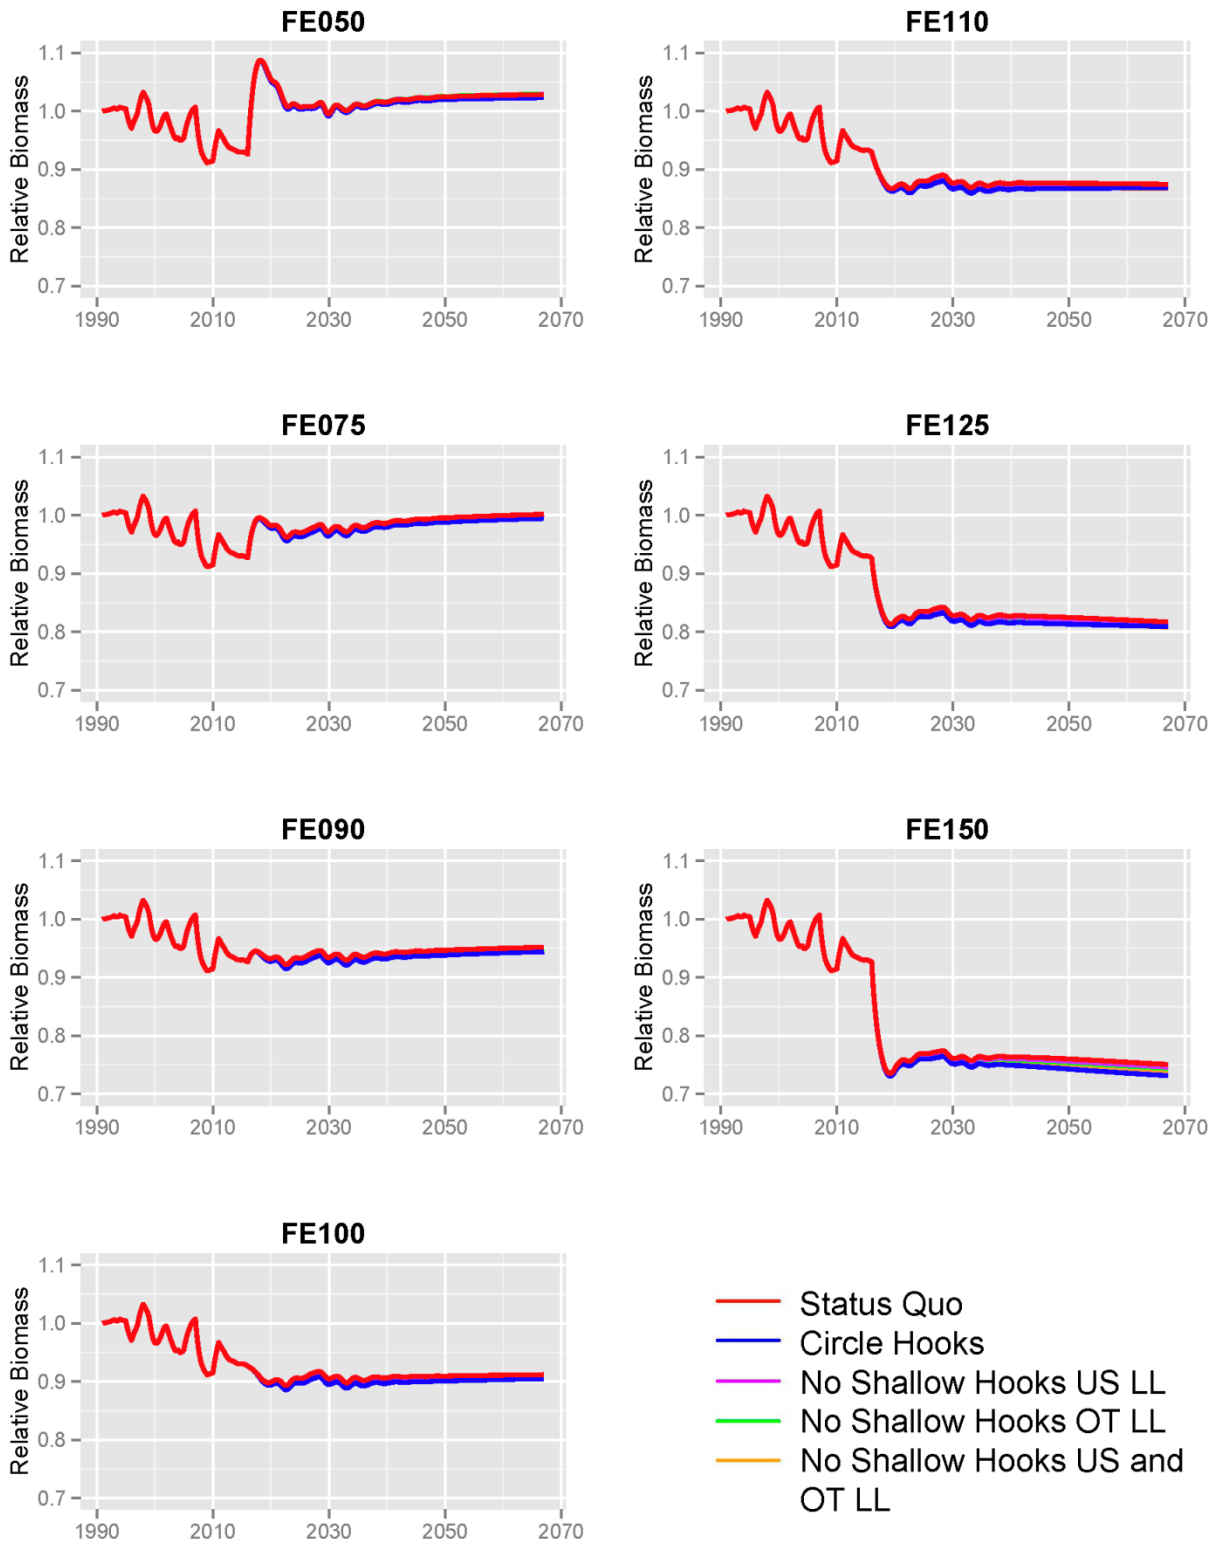 FE050
1.1
1.0
0.9
0.8
0.7
Relative Biomass
1990 2010 2030 2050 2070
FE110
1.1
1.0
0.9
0.8
0.7
Relative Biomass
1990 2010 2030 2050 2070
FE075
1.1
1.0
0.9
0.8
0.7
Relative Biomass
1990 2010 2030 2050 2070
FE125
1.1
1.0
0.9
0.8
0.7
Relative Biomass
1990 2010 2030 2050 2070
FE090
1.1
1.0
0.9
0.8
0.7
Relative Biomass
1990 2010 2030 2050 2070
FE150
1.1
1.0
0.9
0.8
0.7
Relative Biomass
1990 2010 2030 2050 2070
FE100
1.1
1.0
0.9
0.8
0.7
Relative Biomass
1990 2010 2030 2050 2070
Status Quo
Circle Hooks
No Shallow Hooks US LL
No Shallow Hooks OT LL
No Shallow Hooks US and
OT LL